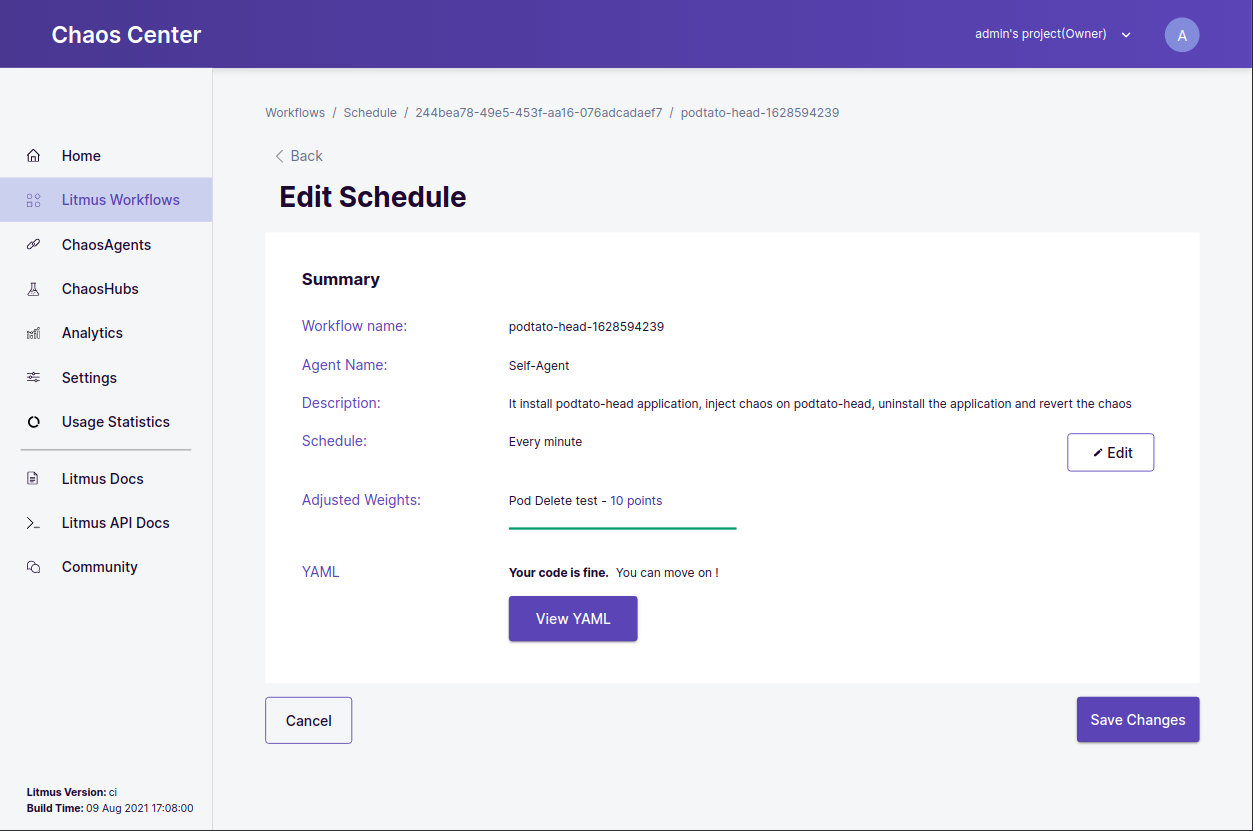 Chaos Center
admin's project(Owner)
A
Home
Litmus Workflows
ChaosAgents
ChaosHubs
Analytics
Settings
Usage Statistics
Litmus Docs
Litmus API Docs
Community
Litmus Version: ci
Build Time: 09 Aug 2021 17:08:00
Workflows / Schedule / 244bea78-49e5-453f-aa16-076adcadaef7 / podtato-head-1628594239
Back
Edit Schedule
Summary
Workflow name: podtato-head-1628594239
Agent Name: Self-Agent
Description: It install podtato-head application, inject chaos on podtato-head, uninstall the application and revert the chaos
Schedule: Every minute
Edit
Adjusted Weights: Pod Delete test - 10 points
YAML Your code is fine. You can move on !
View YAML
Cancel
Save Changes